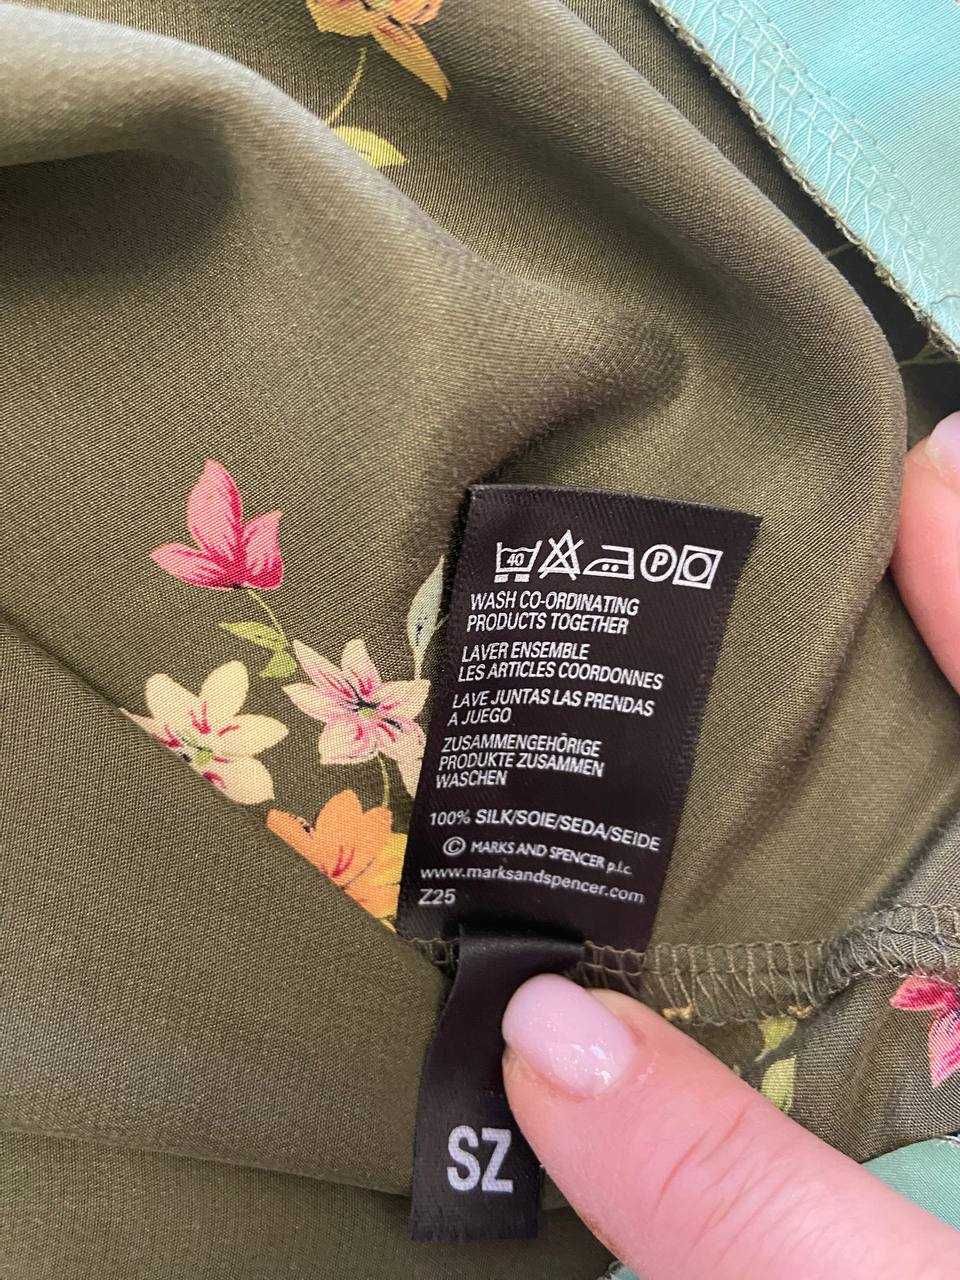 40 P
WASH CO-ORDINATING
PRODUCTS TOGETHER
LAVER ENSEMBLE
LES ARTICLES COORDONNES
LAVE JUNTAS LAS PRENDAS
A JUEGO
ZUSAMMENGEHÖRIGE
PRODUKTE ZUSAMMEN
WASCHEN
100% SILK/SOIE/SEDA/SEIDE
© MARKS AND SPENCER p.l.c.
www.marksandspencer.com
Z25
SZ